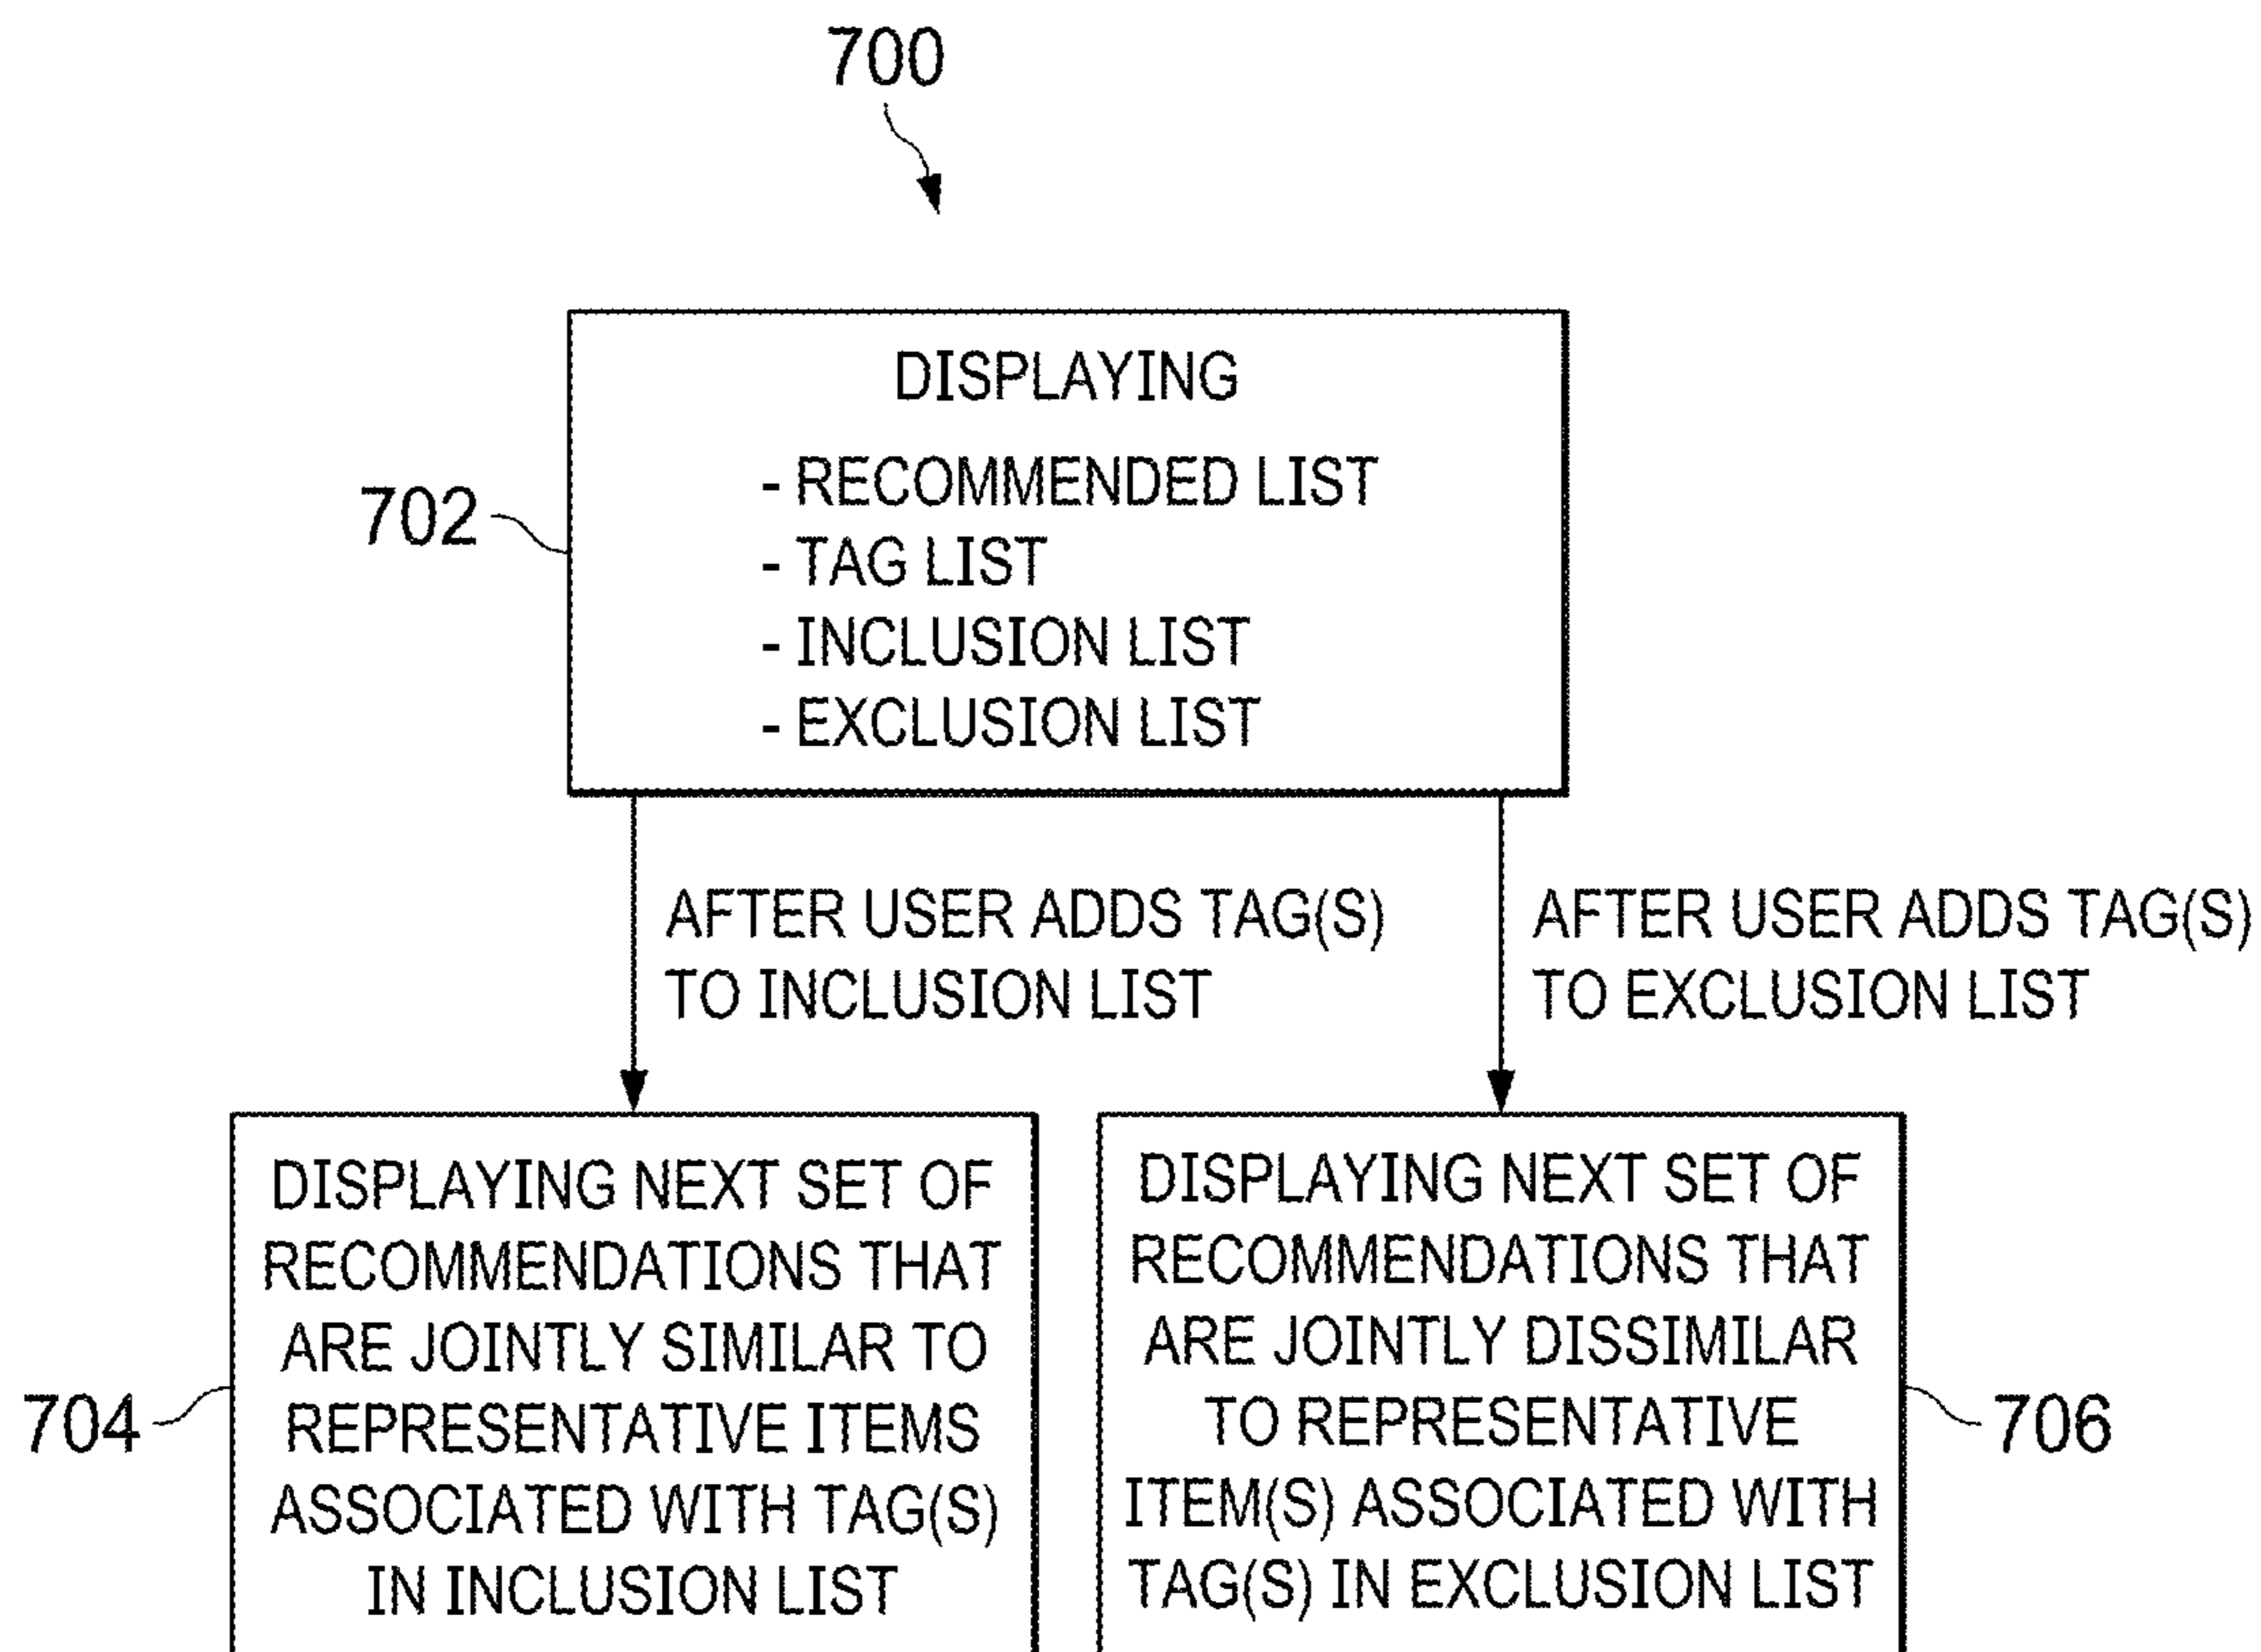 700
702
DISPLAYING
- RECOMMENDED LIST
- TAG LIST
- INCLUSION LIST
- EXCLUSION LIST
AFTER USER ADDS TAG(S)
TO INCLUSION LIST
AFTER USER ADDS TAG(S)
TO EXCLUSION LIST
704
DISPLAYING NEXT SET OF
RECOMMENDATIONS THAT
ARE JOINTLY SIMILAR TO
REPRESENTATIVE ITEMS
ASSOCIATED WITH TAG(S)
IN INCLUSION LIST
DISPLAYING NEXT SET OF
RECOMMENDATIONS THAT
ARE JOINTLY DISSIMILAR
TO REPRESENTATIVE
ITEM(S) ASSOCIATED WITH
TAG(S) IN EXCLUSION LIST
706